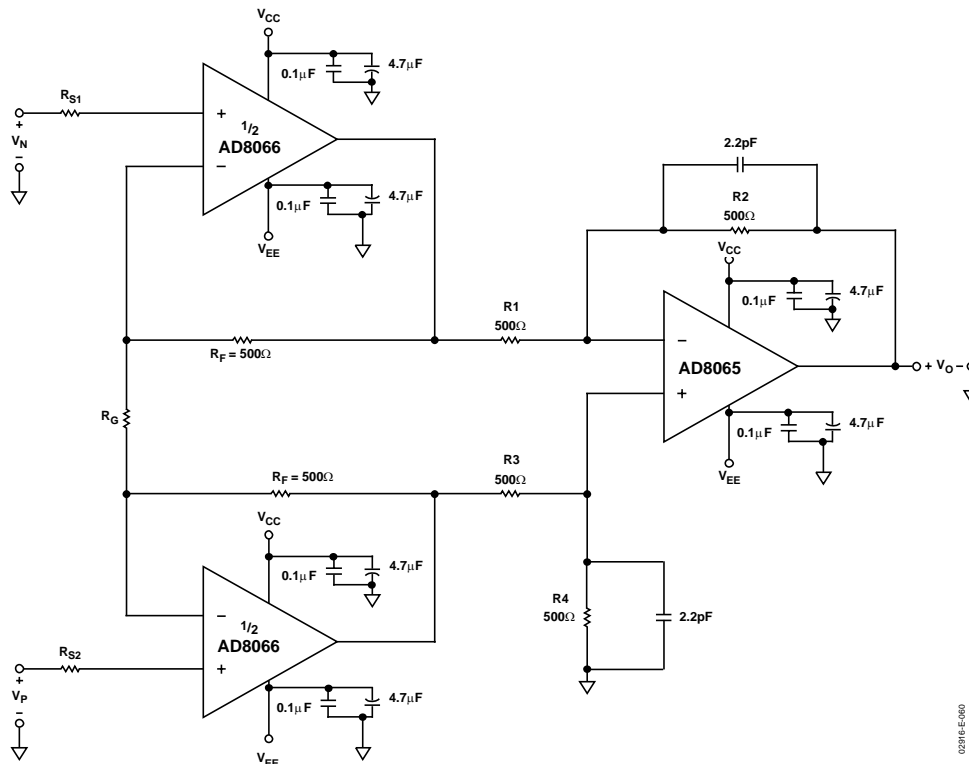 VCC
4.7μF
0.1μF
RS1
+
VN
−
+
1/2
AD8066
−
0.1μF
4.7μF
VEE
2.2pF
R2
500Ω
VCC
0.1μF
4.7μF
R1
500Ω
RF = 500Ω
−
AD8065
+
+ VO −
RG
0.1μF
4.7μF
VEE
R3
500Ω
RF = 500Ω
VCC
0.1μF
4.7μF
−
1/2
AD8066
+
R4
500Ω
2.2pF
RS2
+
VP
−
0.1μF
4.7μF
VEE
02916-E-060